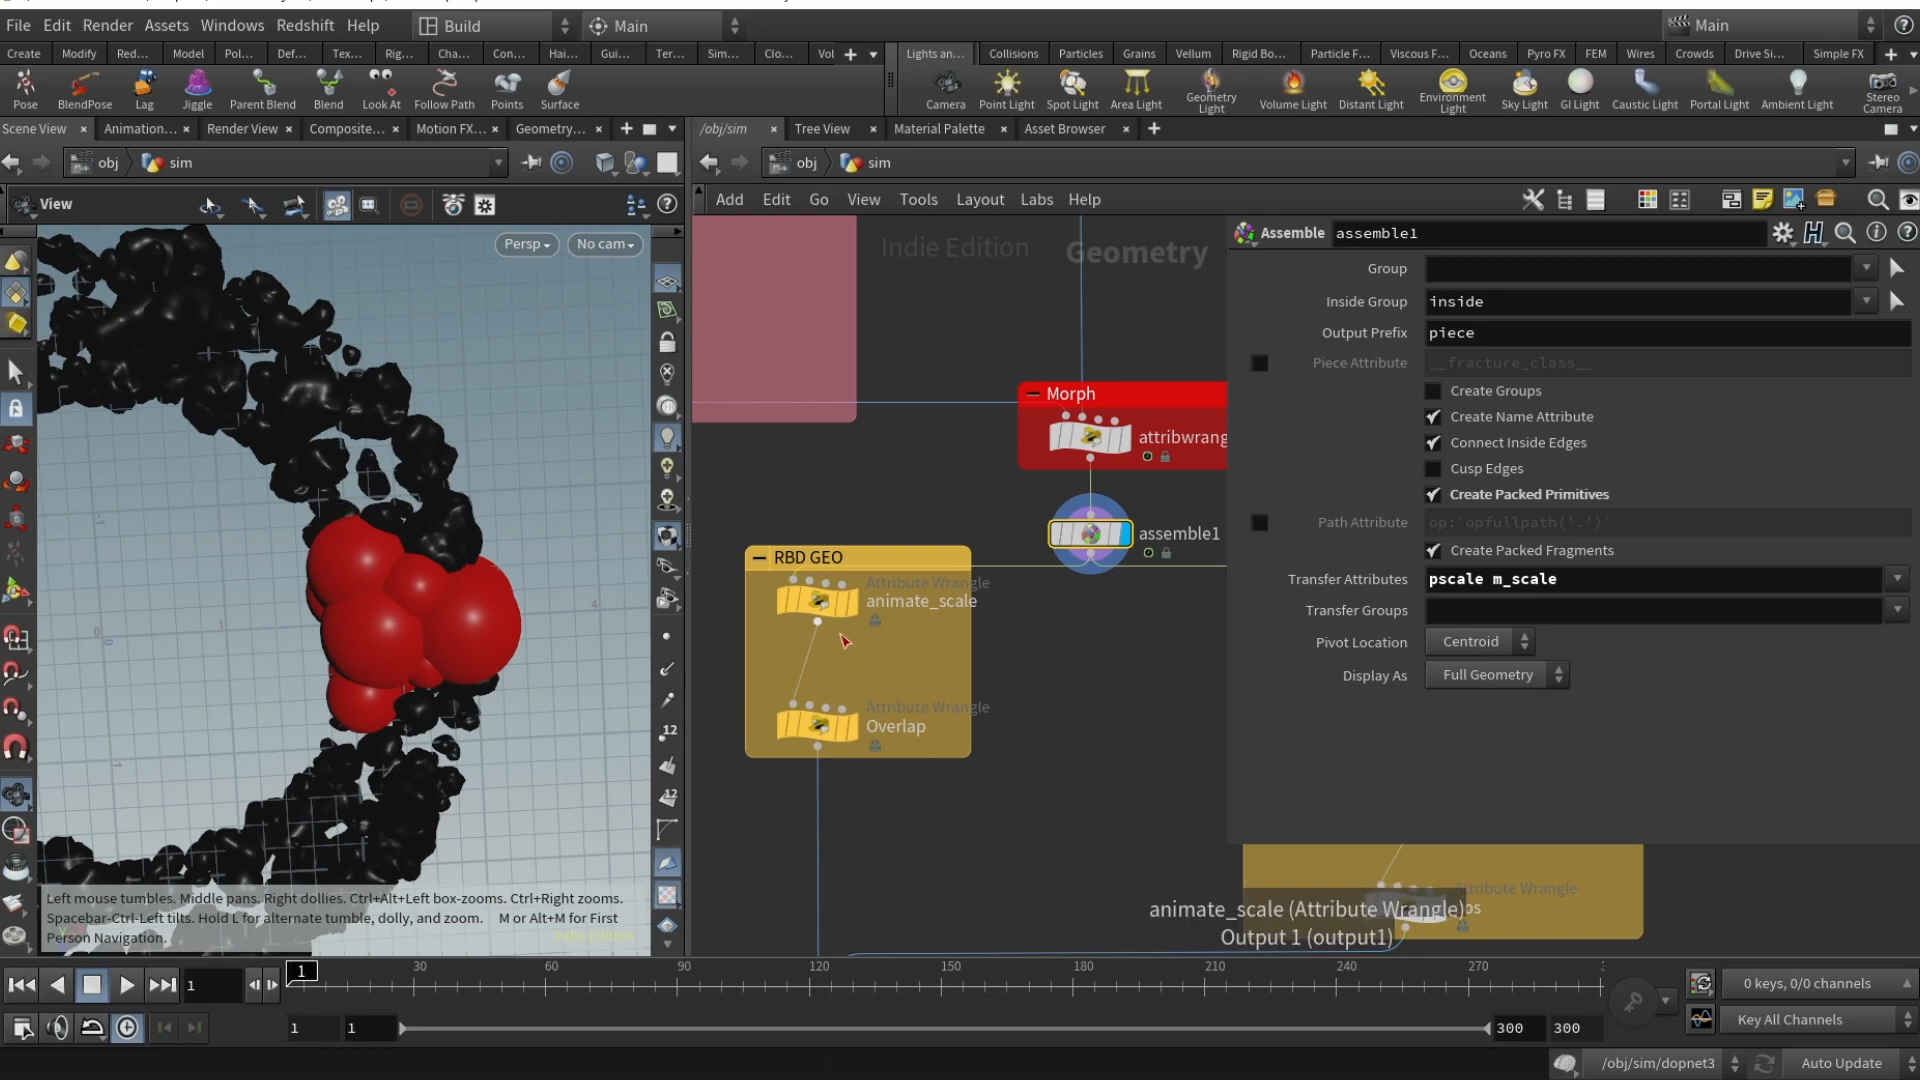 File Edit Render Assets Windows Redshift Help Build Main Main
Create Modify Red... Model Pol... Def... Tex... Rig... Cha... Con... Hai... Gui... Ter... Sim... Clo... Vol
Lights an... Collisions Particles Grains Vellum Rigid Bo... Particle F... Viscous F... Oceans Pyro FX FEM Wires Crowds Drive Si... Simple FX
Pose BlendPose Lag Jiggle Parent Blend Blend Look At Follow Path Points Surface
Camera Point Light Spot Light Area Light Geometry Light Volume Light Distant Light Environment Light Sky Light GI Light Caustic Light Portal Light Ambient Light Stereo Camera
Scene View Animation... Render View Composite... Motion FX... Geometry...
/obj/sim Tree View Material Palette Asset Browser
obj sim
obj sim
View
Add Edit Go View Tools Layout Labs Help
Persp No cam
Indie Edition Geometry
Assemble assemble1
Group
Inside Group inside
Output Prefix piece
Piece Attribute __fracture_class__
Create Groups
Create Name Attribute
Connect Inside Edges
Cusp Edges
Create Packed Primitives
Path Attribute op:`opfullpath('.')`
Create Packed Fragments
Transfer Attributes pscale m_scale
Transfer Groups
Pivot Location Centroid
Display As Full Geometry
Morph
attribwrang
assemble1
RBD GEO
Attribute Wrangle
animate_scale
Attribute Wrangle
Overlap
Attribute Wrangle
animate_scale (Attribute Wrangle)
Output 1 (output1)
12
12
Left mouse tumbles. Middle pans. Right dollies. Ctrl+Alt+Left box-zooms. Ctrl+Right zooms.
Spacebar-Ctrl-Left tilts. Hold L for alternate tumble, dolly, and zoom. M or Alt+M for First
Person Navigation.
Indie Edition
1 1 30 60 90 120 150 180 210 240 270
0 keys, 0/0 channels
1 1 300 300
Key All Channels
/obj/sim/dopnet3 Auto Update